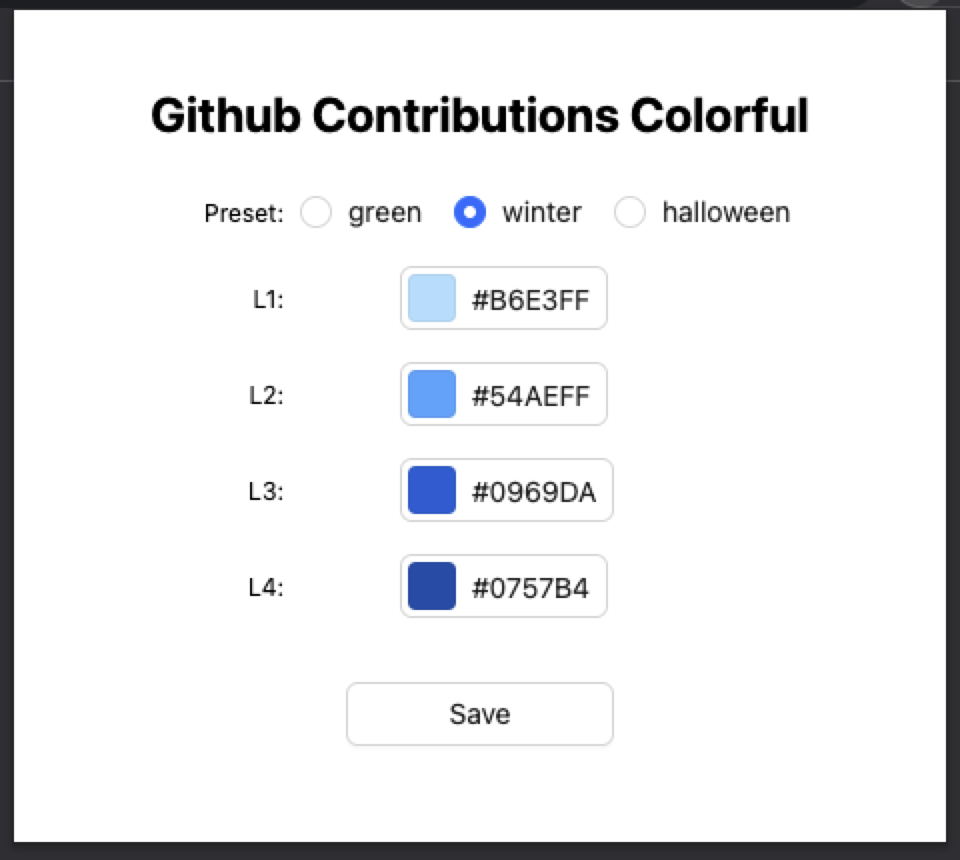 Github Contributions Colorful
Preset: green winter halloween
L1: #B6E3FF
L2: #54AEFF
L3: #0969DA
L4: #0757B4
Save